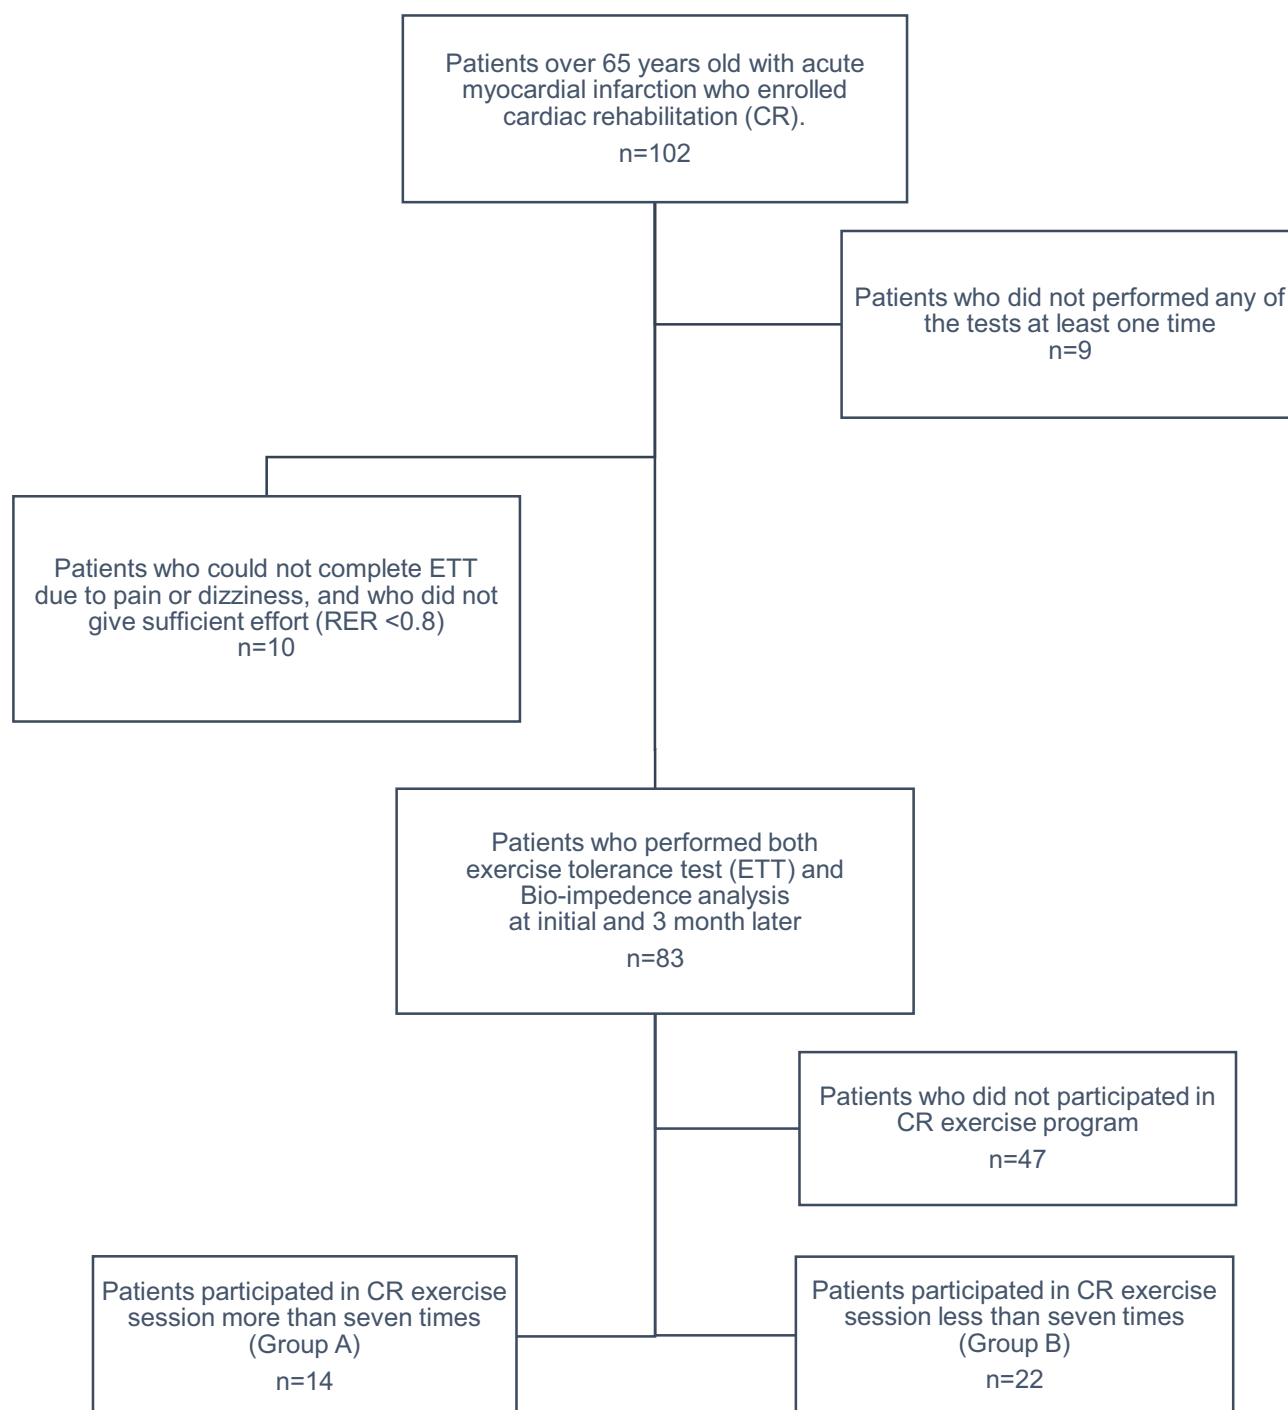 Patients over 65 years old with acute
myocardial infarction who enrolled
cardiac rehabilitation (CR).
n=102
Patients who did not performed any of
the tests at least one time
n=9
Patients who could not complete ETT
due to pain or dizziness, and who did not
give sufficient effort (RER <0.8)
n=10
Patients who performed both
exercise tolerance test (ETT) and
Bio-impedence analysis
at initial and 3 month later
n=83
Patients who did not participated in
CR exercise program
n=47
Patients participated in CR exercise
session more than seven times
(Group A)
n=14
Patients participated in CR exercise
session less than seven times
(Group B)
n=22